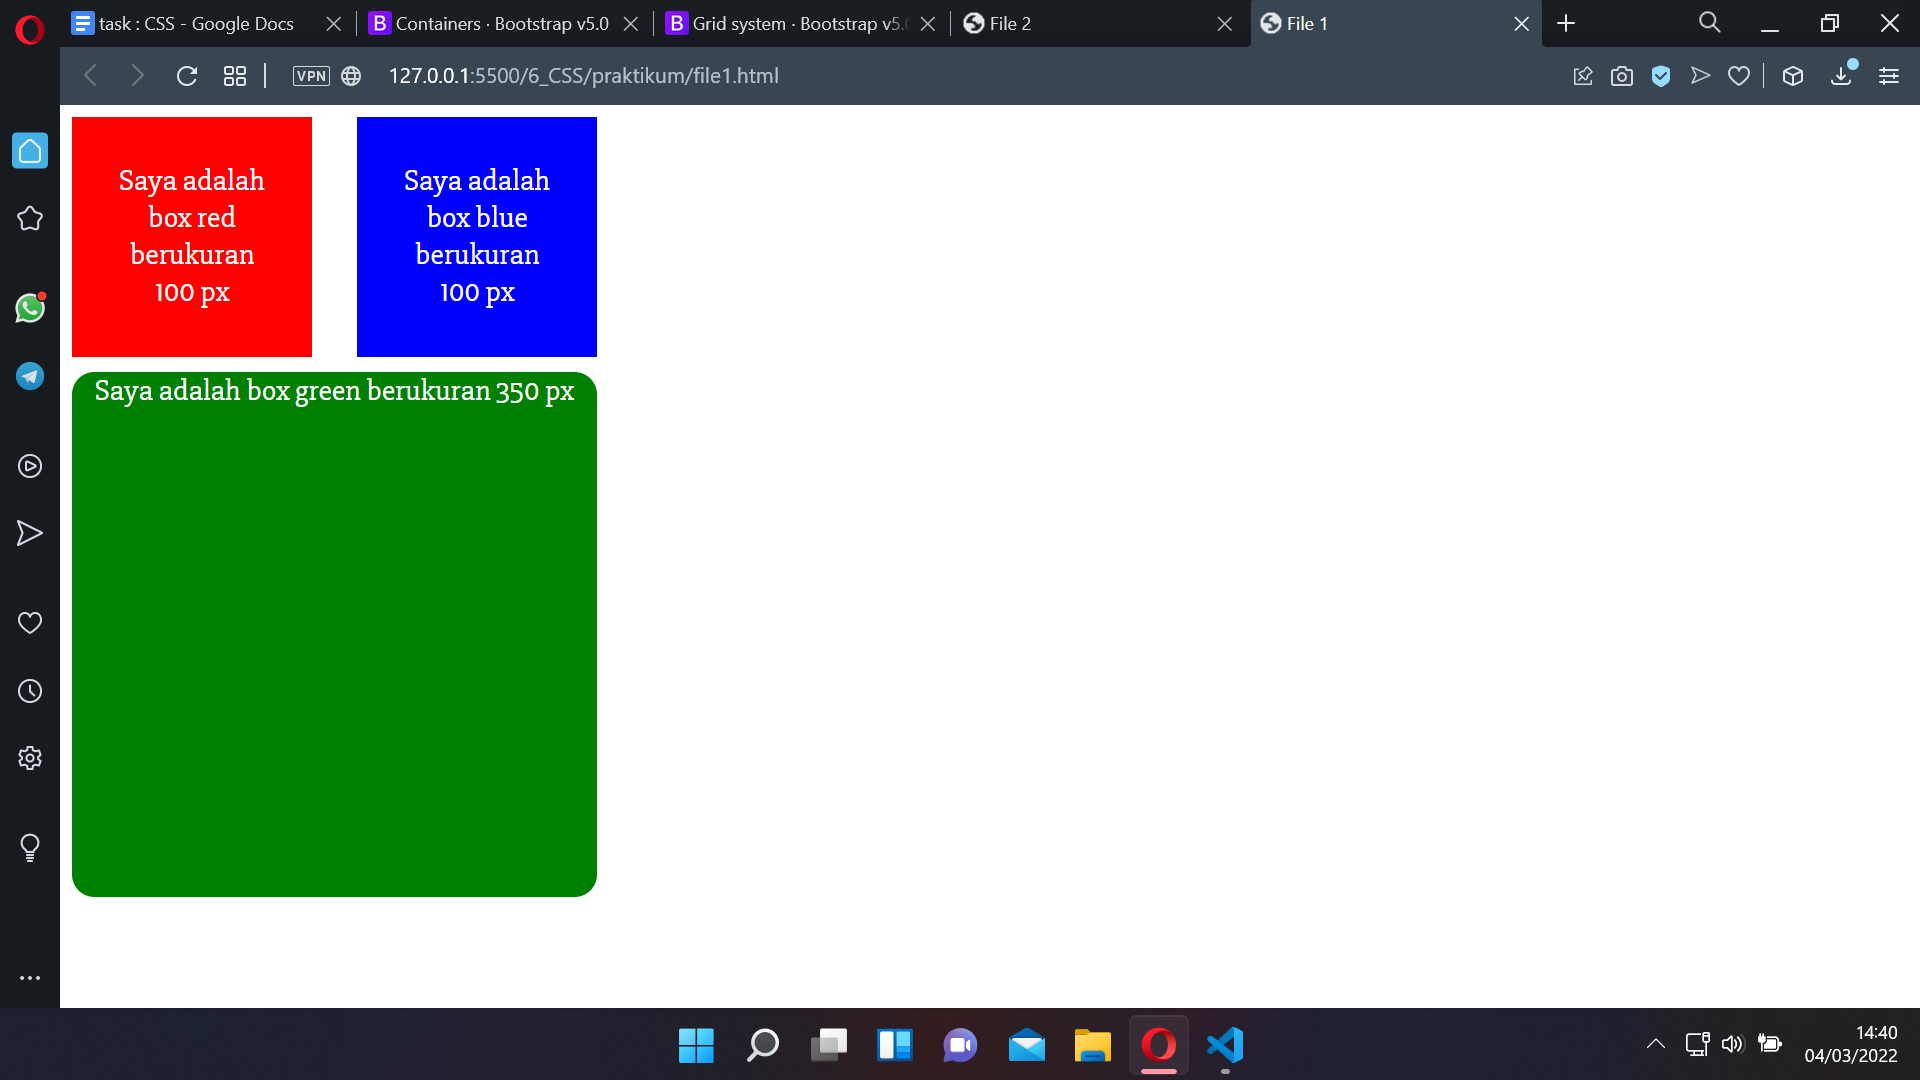 task : CSS - Google Docs
B Containers · Bootstrap v5.0
B Grid system · Bootstrap v5.0
File 2
File 1
VPN
127.0.0.1:5500/6_CSS/praktikum/file1.html
Saya adalah
box red
berukuran
100 px
Saya adalah
box blue
berukuran
100 px
Saya adalah box green berukuran 350 px
14:40
04/03/2022